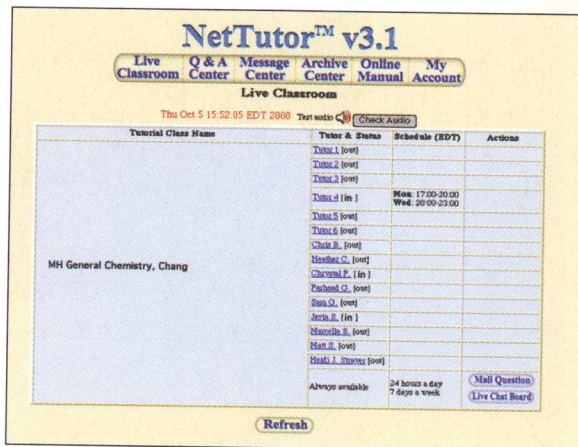 NetTutor™ v3.1
Live Classroom
Q & A Center
Message Center
Archive Center
Online Manual
My Account
Live Classroom
Thu Oct 5 15:52:05 EDT 2000 Test audio Check Audio
Tutorial Class Name Tutor & Status Schedule (EDT) Actions
MH General Chemistry, Chang
Tutor 1 [out]
Tutor 2 [out]
Tutor 3 [out]
Tutor 4 [in ] Mon: 17:00-20:00
Wed: 20:00-23:00
Tutor 5 [out]
Tutor 6 [out]
Chris B. [out]
Heather C. [out]
Chrystal F. [in ]
Farhood G. [out]
Sam G. [out]
[in ]
Marcella S. [out]
Matt S. [out]
Heidi J. Strayer [out]
Always available 24 hours a day
7 days a week
Mail Question
Live Chat Board
Refresh